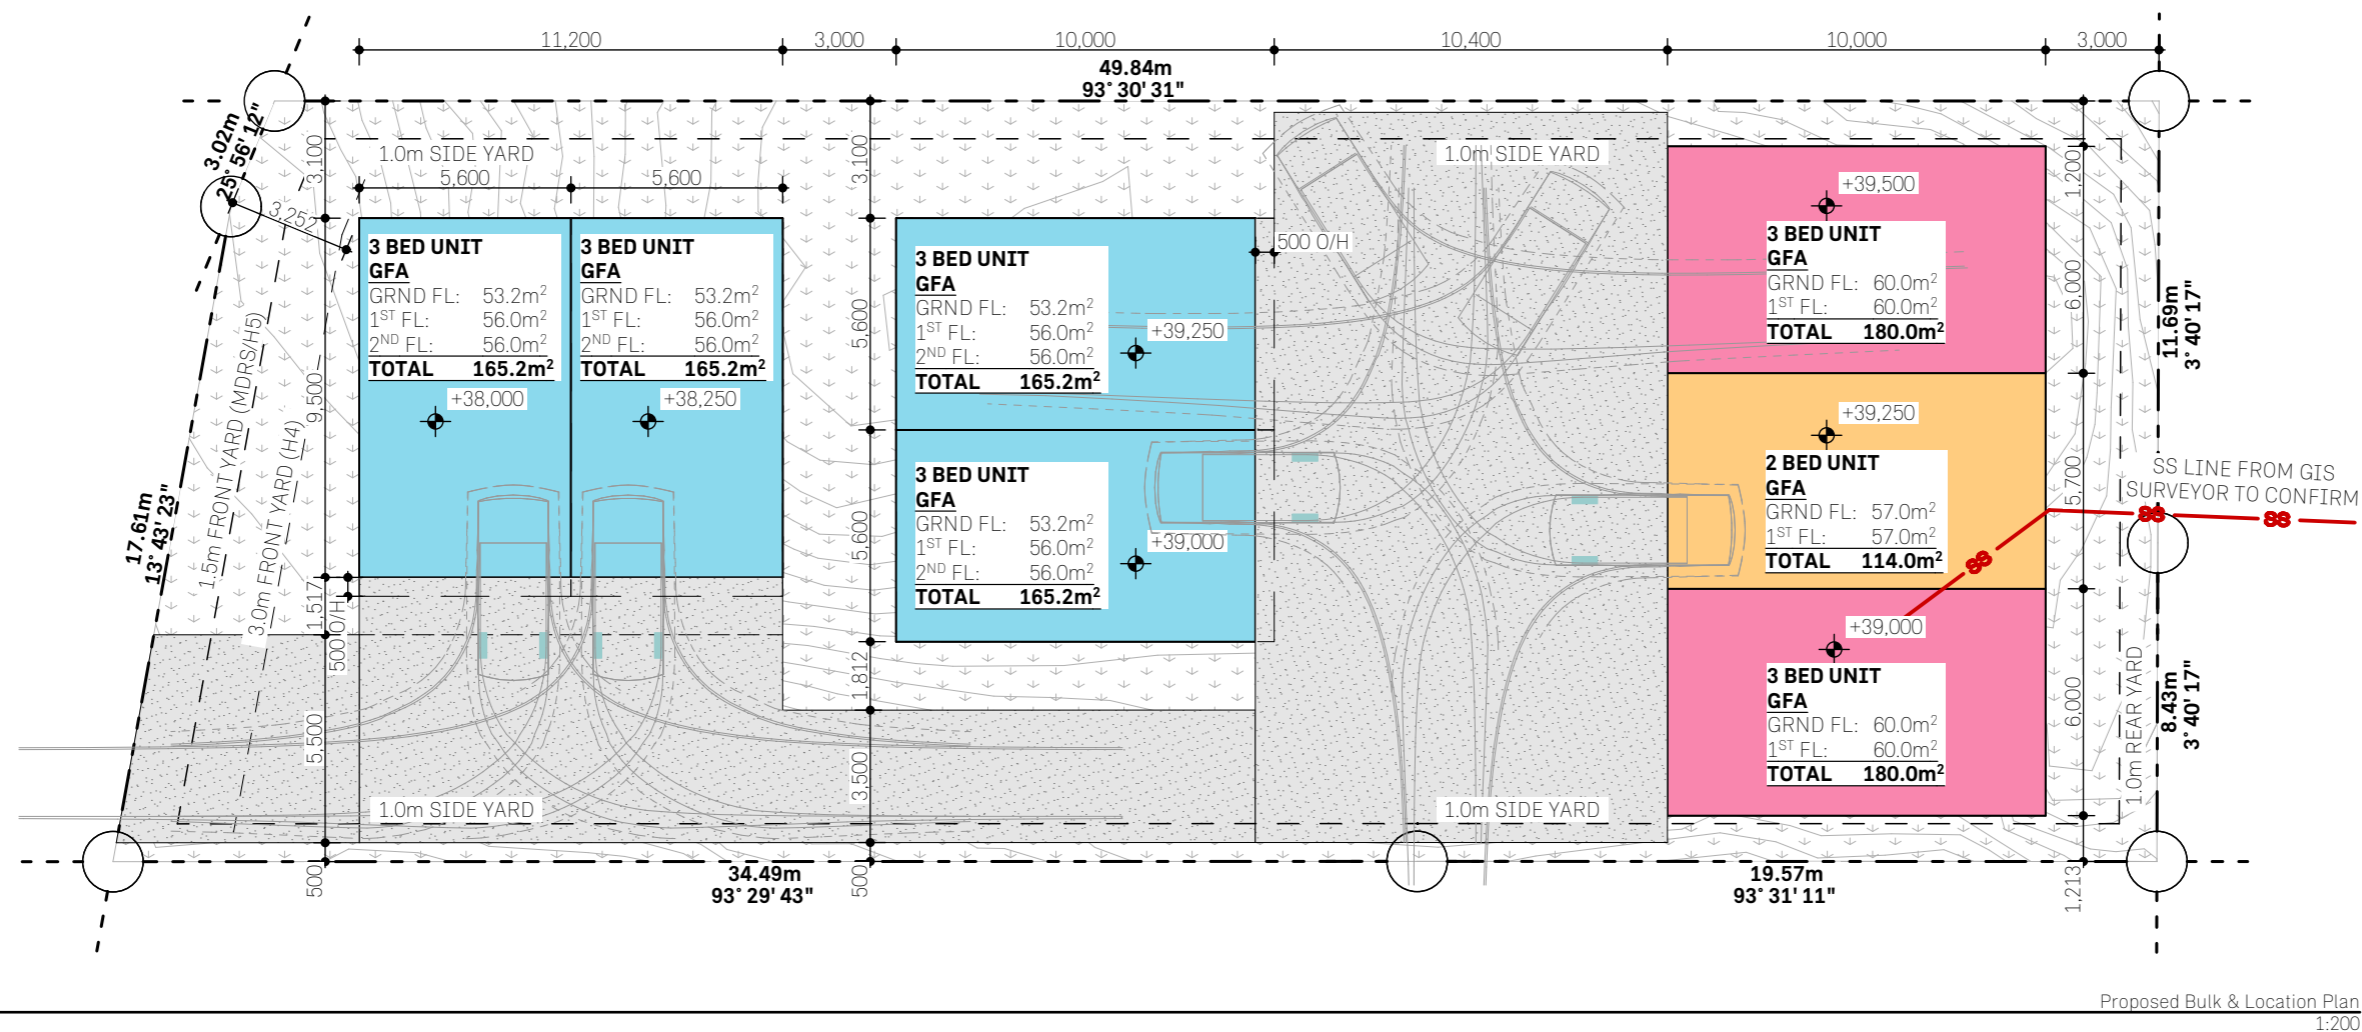 11,200
3,000
10,000
10,400
10,000
3,000
49.84m
93° 30' 31"
3.02m
25° 56' 12"
3,252
3,100
1.0m SIDE YARD
5,600
5,600
3,100
1.0m SIDE YARD
1,200
3 BED UNIT
GFA
GRND FL: 53.2m²
1ST FL: 56.0m²
2ND FL: 56.0m²
TOTAL 165.2m²
+38,000
3 BED UNIT
GFA
GRND FL: 53.2m²
1ST FL: 56.0m²
2ND FL: 56.0m²
TOTAL 165.2m²
+38,250
3 BED UNIT
GFA
GRND FL: 53.2m²
1ST FL: 56.0m²
2ND FL: 56.0m²
TOTAL 165.2m²
+39,250
500 O/H
+39,500
3 BED UNIT
GFA
GRND FL: 60.0m²
1ST FL: 60.0m²
TOTAL 180.0m²
6,000
11.69m
3° 40' 17"
9,500
5,600
1.5m FRONT YARD (MDRS/H5)
3.0m FRONT YARD (H4)
17.61m
13° 43' 23"
3 BED UNIT
GFA
GRND FL: 53.2m²
1ST FL: 56.0m²
2ND FL: 56.0m²
TOTAL 165.2m²
+39,000
5,600
+39,250
2 BED UNIT
GFA
GRND FL: 57.0m²
1ST FL: 57.0m²
TOTAL 114.0m²
5,700
SS LINE FROM GIS
SURVEYOR TO CONFIRM
SS
SS
SS
1,517
500 O/H
1,812
+39,000
3 BED UNIT
GFA
GRND FL: 60.0m²
1ST FL: 60.0m²
TOTAL 180.0m²
6,000
1.0m REAR YARD
8.43m
3° 40' 17"
5,500
3,500
1.0m SIDE YARD
1.0m SIDE YARD
500
500
34.49m
93° 29' 43"
19.57m
93° 31' 11"
1,213
Proposed Bulk & Location Plan
1:200